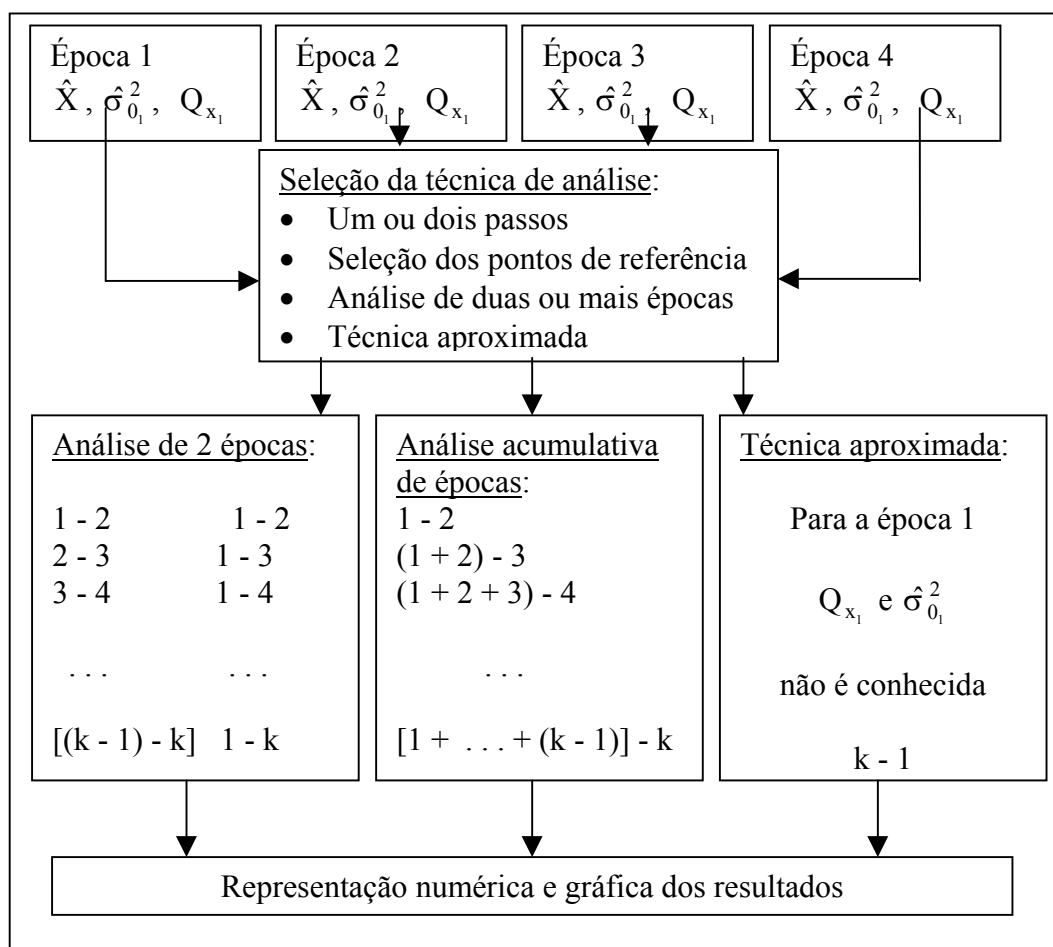 Época 1
X̂ , σ̂²₀₁, Qₓ₁
Época 2
X̂ , σ̂²₀₁, Qₓ₁
Época 3
X̂ , σ̂²₀₁, Qₓ₁
Época 4
X̂ , σ̂²₀₁, Qₓ₁
Seleção da técnica de análise:
• Um ou dois passos
• Seleção dos pontos de referência
• Análise de duas ou mais épocas
• Técnica aproximada
Análise de 2 épocas:
1 - 2 1 - 2
2 - 3 1 - 3
3 - 4 1 - 4
. . . . . .
[(k - 1) - k] 1 - k
Análise acumulativa
de épocas:
1 - 2
(1 + 2) - 3
(1 + 2 + 3) - 4
. . .
[1 + . . . + (k - 1)] - k
Técnica aproximada:
Para a época 1
Qₓ₁ e σ̂²₀₁
não é conhecida
k - 1
Representação numérica e gráfica dos resultados